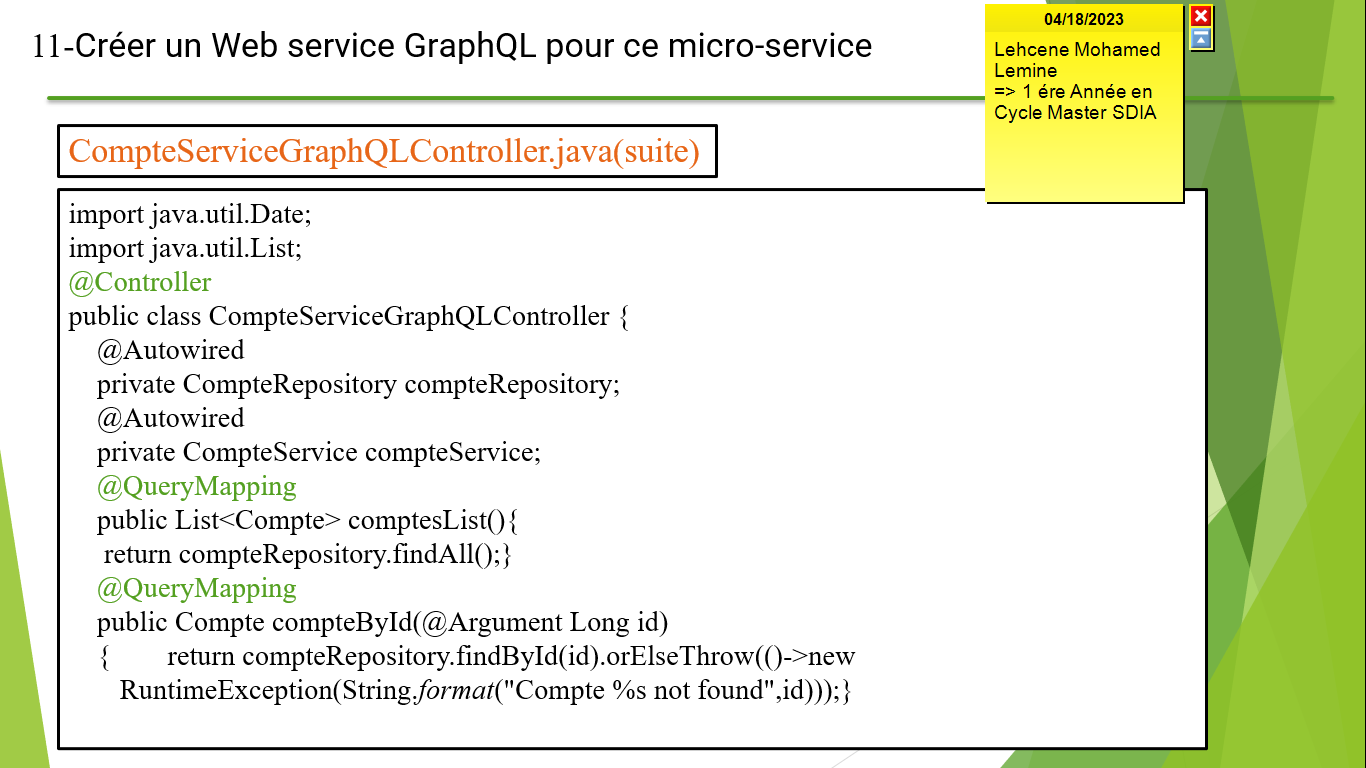 11-Créer un Web service GraphQL pour ce micro-service
04/18/2023
Lehcene Mohamed
Lemine
=> 1 ére Année en
Cycle Master SDIA
CompteServiceGraphQLController.java(suite)
import java.util.Date;
import java.util.List;
@Controller
public class CompteServiceGraphQLController {
@Autowired
private CompteRepository compteRepository;
@Autowired
private CompteService compteService;
@QueryMapping
public List<Compte> comptesList(){
return compteRepository.findAll();}
@QueryMapping
public Compte compteById(@Argument Long id)
{ return compteRepository.findById(id).orElseThrow(()->new
RuntimeException(String.format("Compte %s not found",id)));}